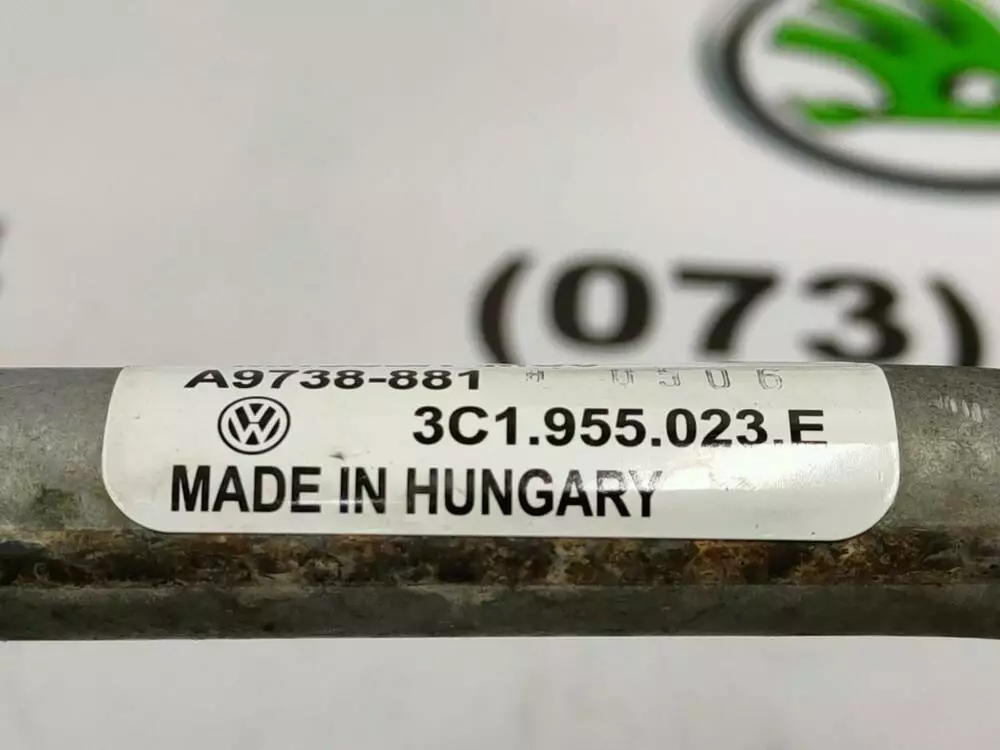 (073)
A9738-881
3C1.955.023.E
MADE IN HUNGARY